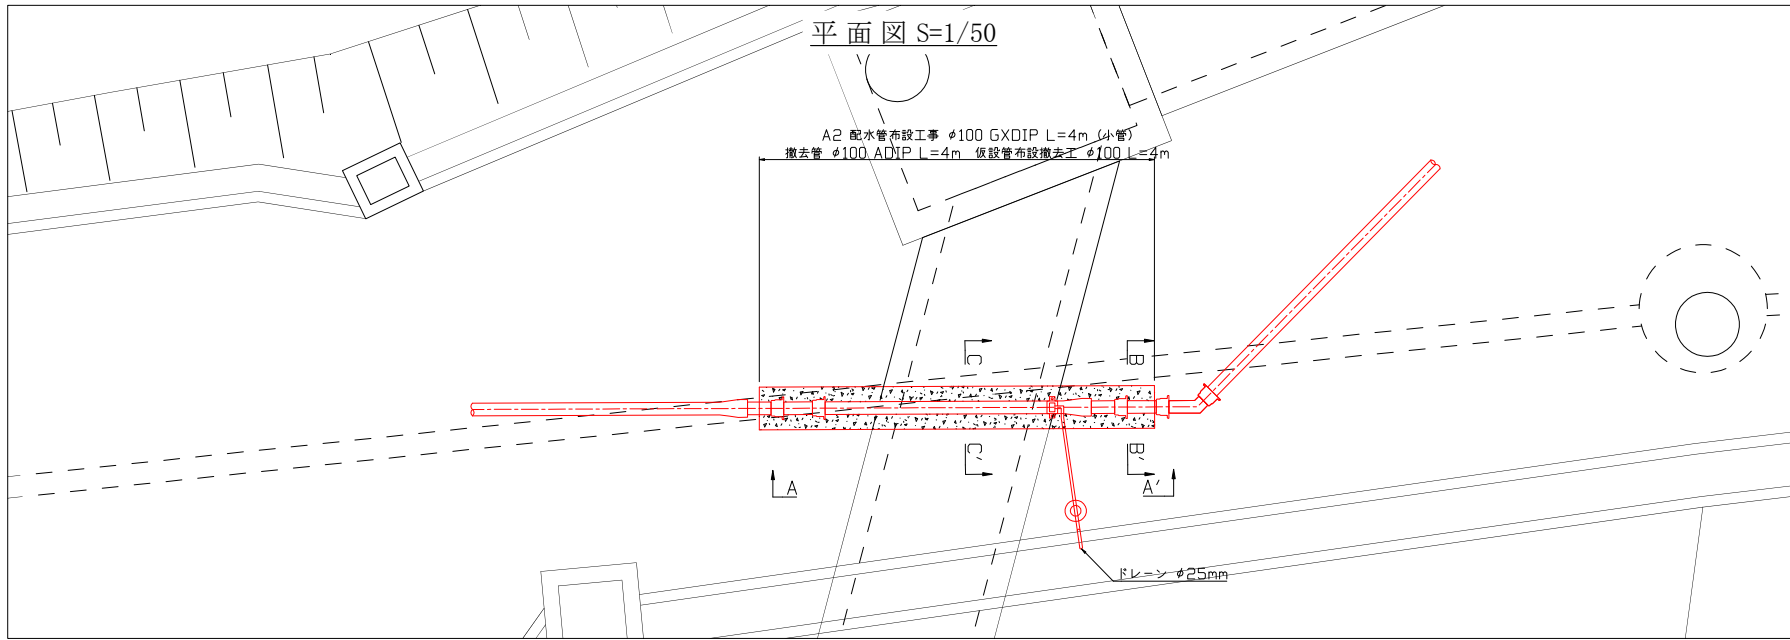 平 面 図 S=1/50
A2 配水管布設工事 φ100 GXDIP L=4m (小管)
撤去管 φ100 ADIP L=4m 仮設管布設撤去工 φ100 L=4m
C
B
C'
B'
A
A'
ドレーン φ25mm